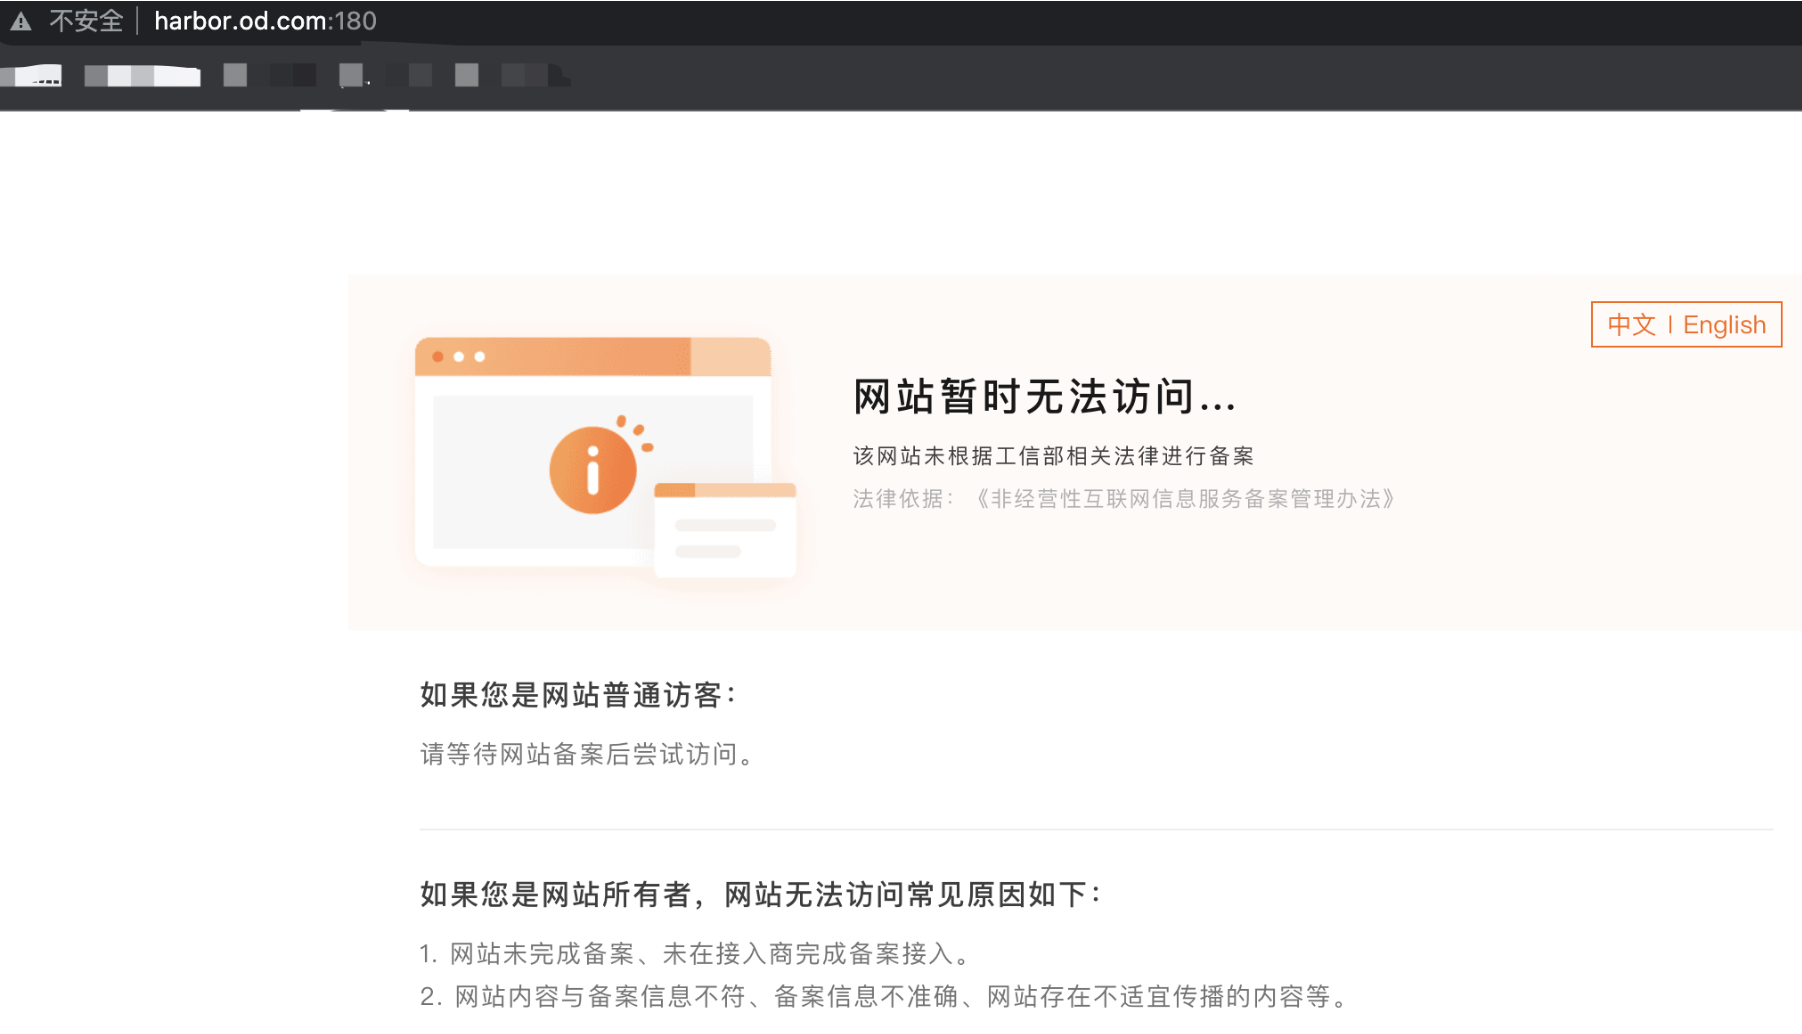 不安全 | harbor.od.com:180
中文 | English
网站暂时无法访问...
该网站未根据工信部相关法律进行备案
法律依据：《非经营性互联网信息服务备案管理办法》
如果您是网站普通访客：
请等待网站备案后尝试访问。
如果您是网站所有者，网站无法访问常见原因如下：
1. 网站未完成备案、未在接入商完成备案接入。
2. 网站内容与备案信息不符、备案信息不准确、网站存在不适宜传播的内容等。